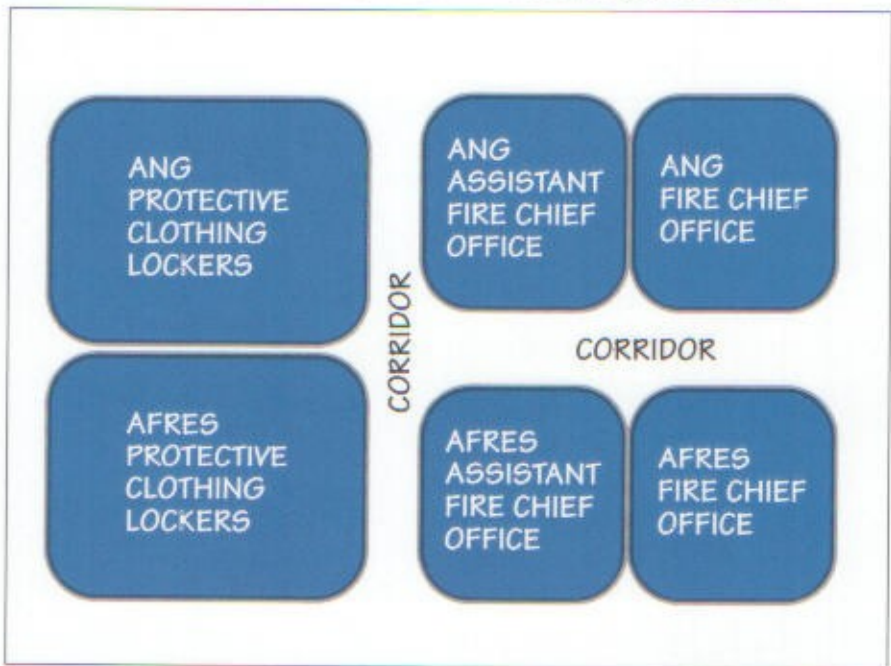 ANG
PROTECTIVE
CLOTHING
LOCKERS
ANG
ASSISTANT
FIRE CHIEF
OFFICE
ANG
FIRE CHIEF
OFFICE
CORRIDOR
CORRIDOR
AFRES
PROTECTIVE
CLOTHING
LOCKERS
AFRES
ASSISTANT
FIRE CHIEF
OFFICE
AFRES
FIRE CHIEF
OFFICE